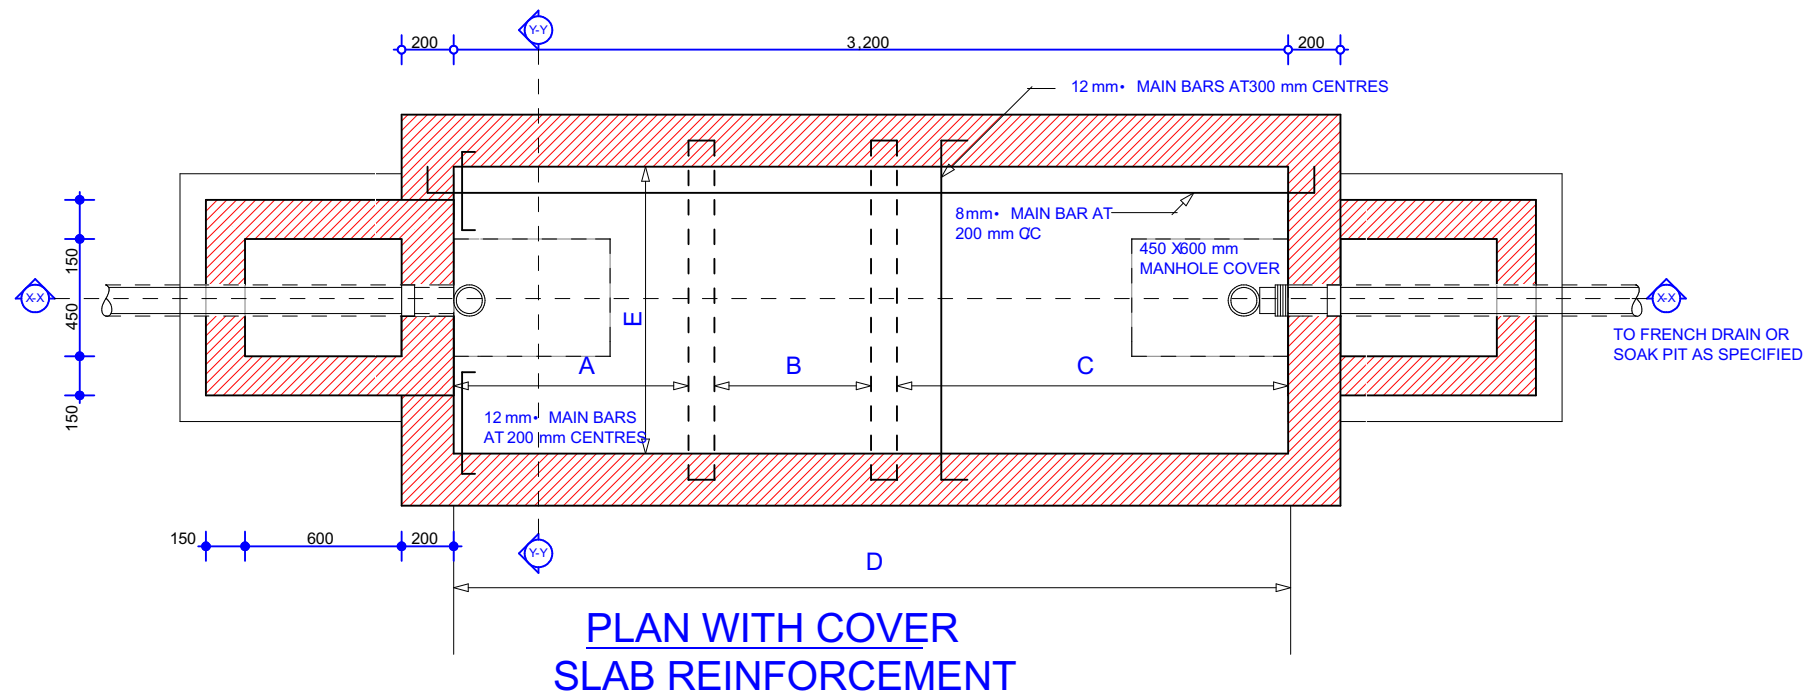 200
Y-Y
3,200
200
12 mm• MAIN BARS AT300 mm CENTRES
8mm• MAIN BAR AT
200 mm C/C
450 X600 mm
MANHOLE COVER
150
450
150
X-X
X-X
E
A
B
C
TO FRENCH DRAIN OR
SOAK PIT AS SPECIFIED
12 mm• MAIN BARS
AT 200 mm CENTRES
150
600
200
Y-Y
D
PLAN WITH COVER
SLAB REINFORCEMENT